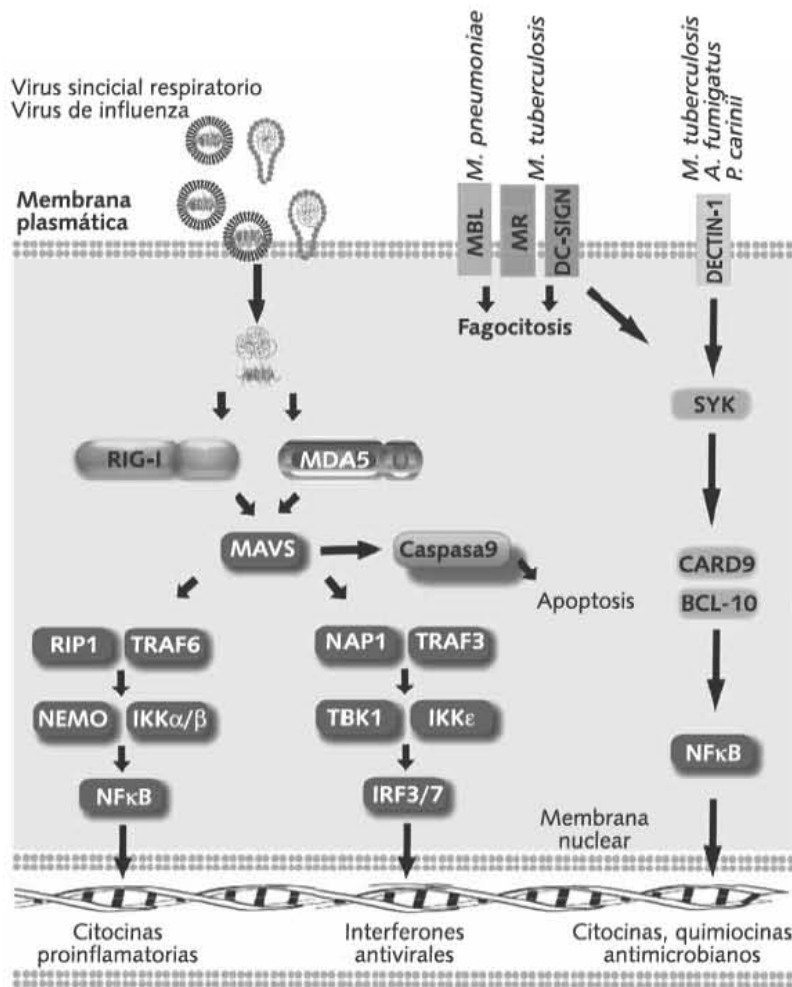 Virus sincicial respiratorio
Virus de influenza
M. pneumoniae
M. tuberculosis
M. tuberculosis
A. fumigatus
P. carinii
Membrana
plasmática
MBL
MR
DC-SIGN
DECTIN-1
Fagocitosis
SYK
RIG-I
MDA5
MAVS
Caspasa9
Apoptosis
CARD9
BCL-10
RIP1
TRAF6
NAP1
TRAF3
NEMO
IKKα/β
TBK1
IKKε
NFκB
IRF3/7
NFκB
Membrana
nuclear
Citocinas
proinflamatorias
Interferones
antivirales
Citocinas, quimiocinas
antimicrobianos